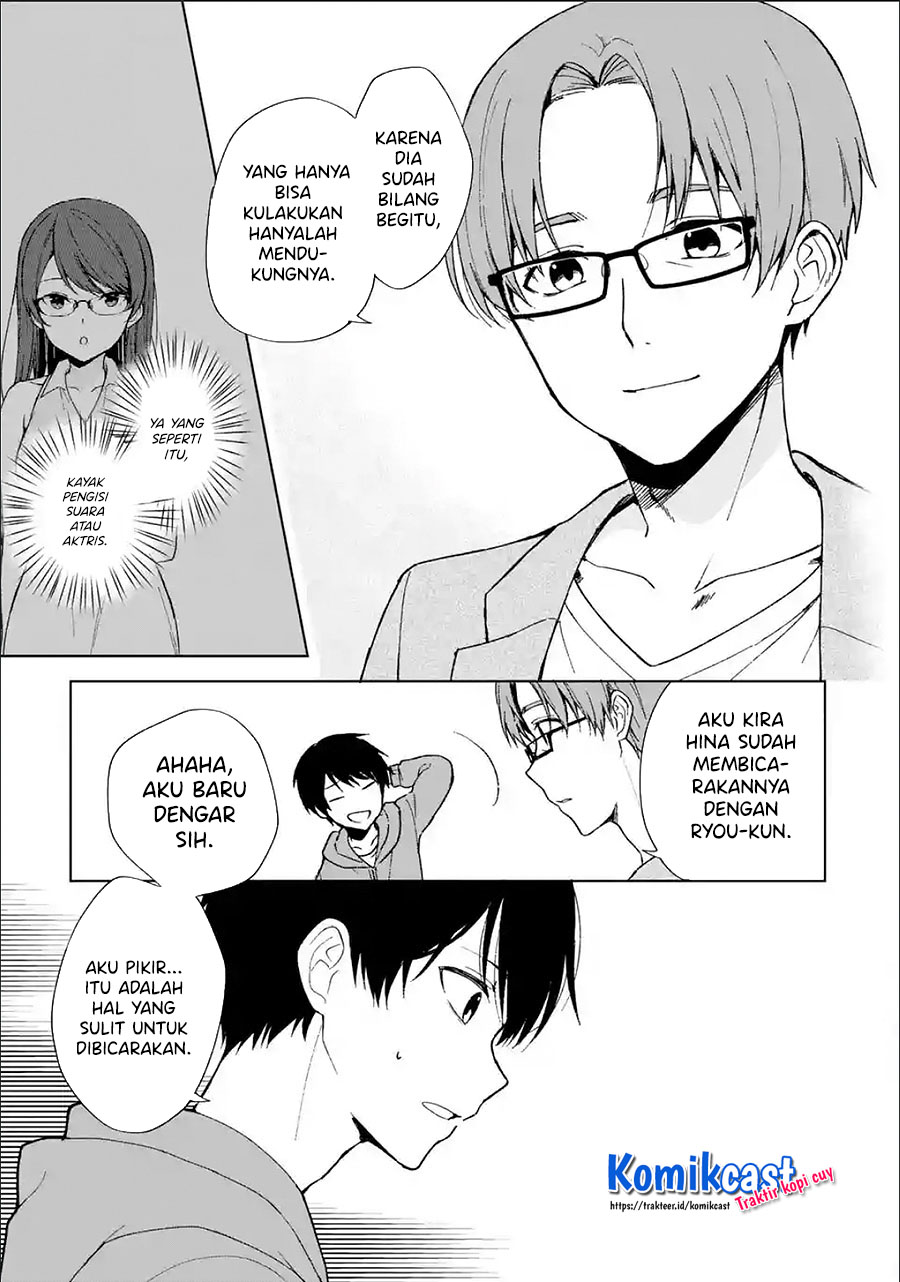 KARENA
DIA
SUDAH
BILANG
BEGITU,
YANG HANYA
BISA
KULAKUKAN
HANYALAH
MENDU-
KUNGNYA.
YA YANG
SEPERTI
ITU,
KAYAK
PENGISI
SUARA
ATAU
AKTRIS.
AKU KIRA
HINA SUDAH
MEMBICA-
RAKANNYA
DENGAN
RYOU-KUN.
AHAHA,
AKU BARU
DENGAR
SIH.
AKU PIKIR...
ITU ADALAH
HAL YANG
SULIT UNTUK
DIBICARAKAN.
Komikcast
Traktir kopi cuy
https://trakteer.id/komikcast